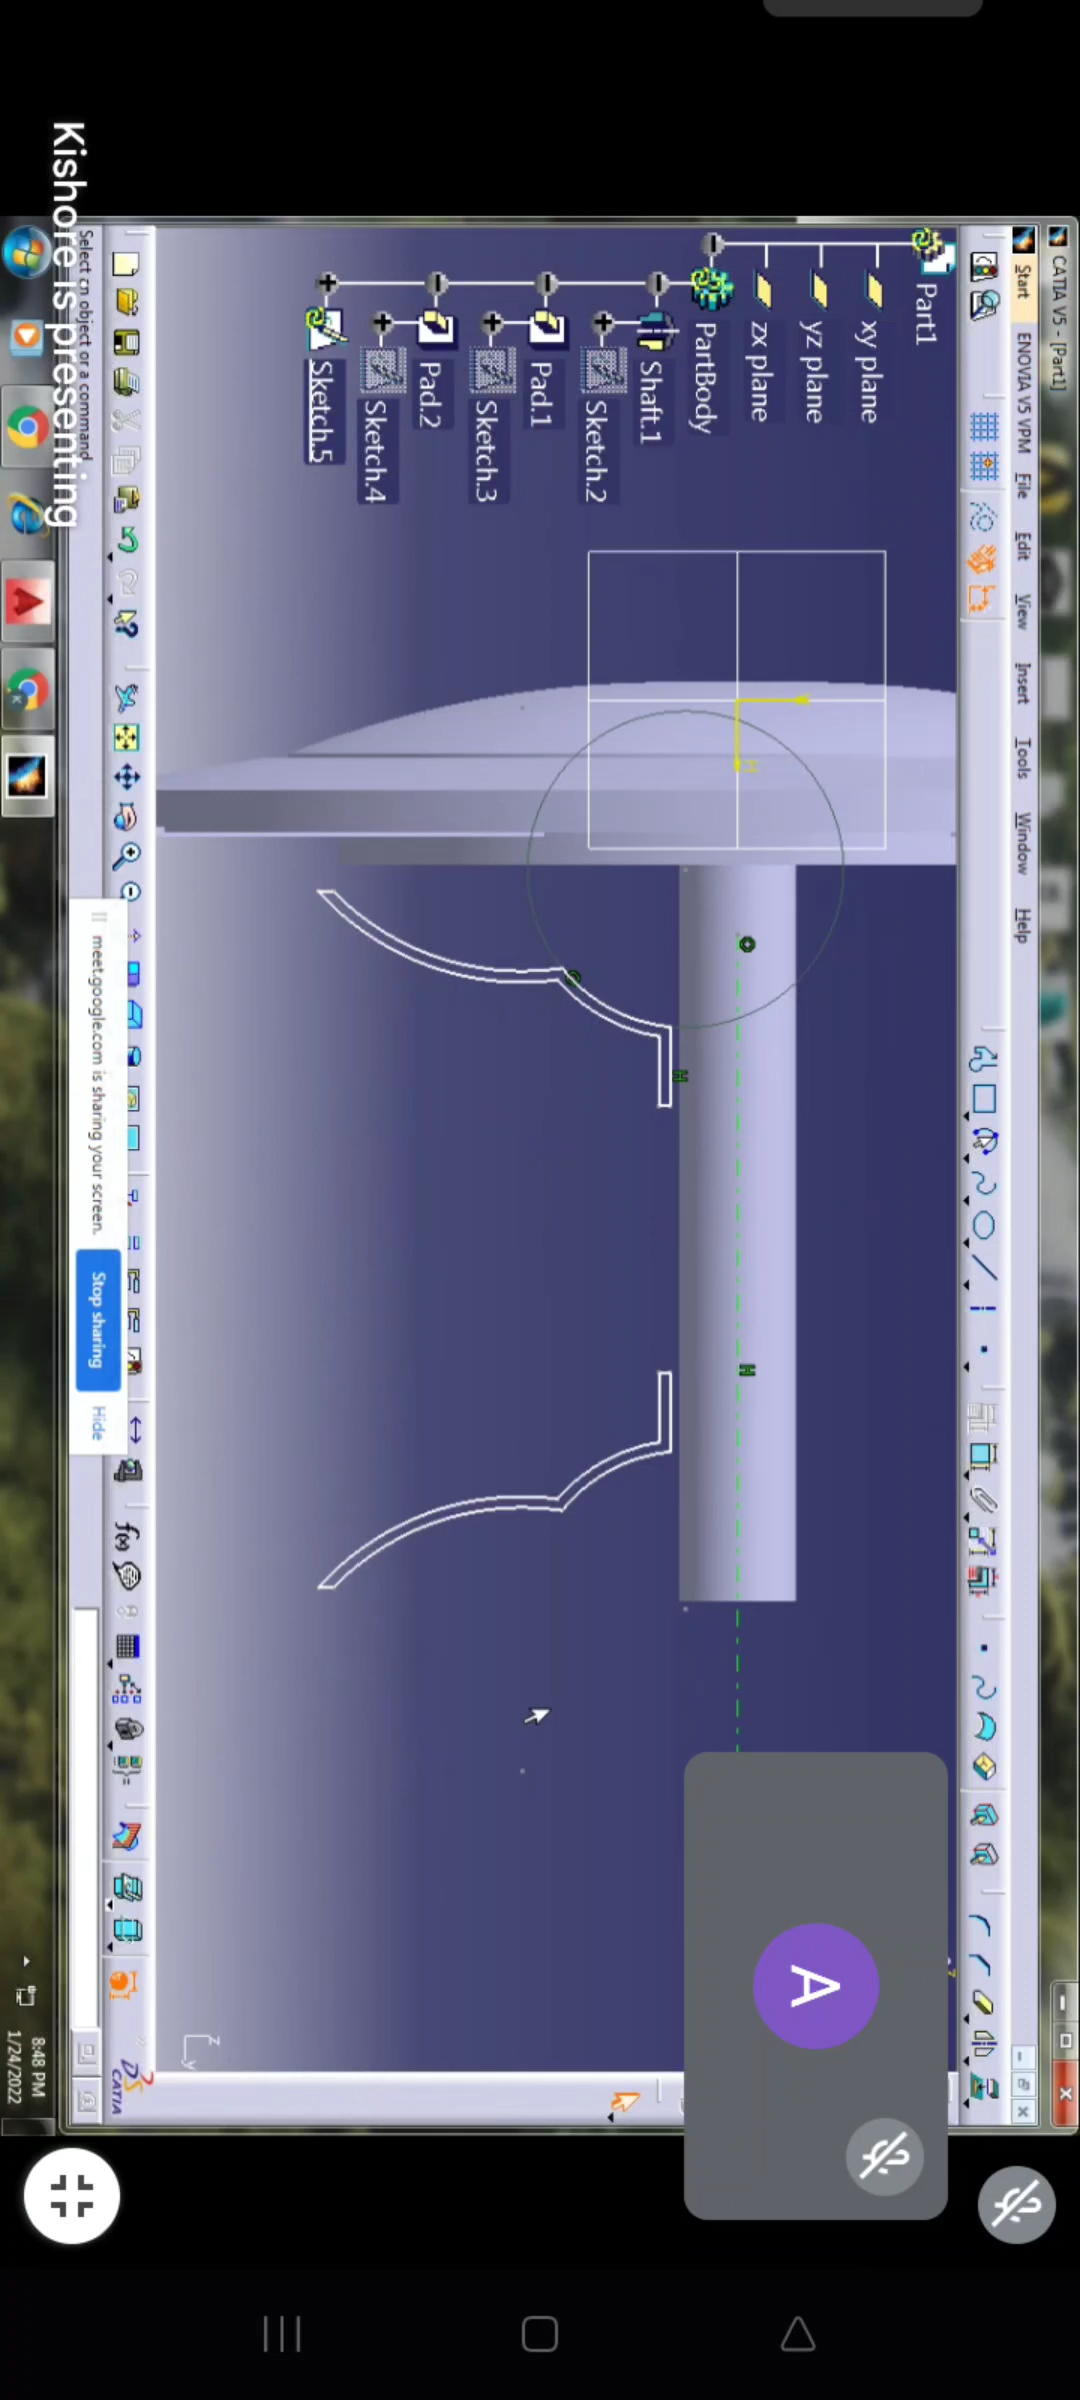 CATIA V5 - [Part1]
Start ENOVIA V5 VPM File Edit View Insert Tools Window Help
Part1
xy plane
yz plane
zx plane
PartBody
Shaft.1
Sketch.2
Pad.1
Sketch.3
Pad.2
Sketch.4
Sketch.5
H
H
H
A
z
y
f(x)
meet.google.com is sharing your screen.
Stop sharing
Hide
Select an object or a command
DS CATIA
Kishore is presenting
K
8:48 PM
1/24/2022